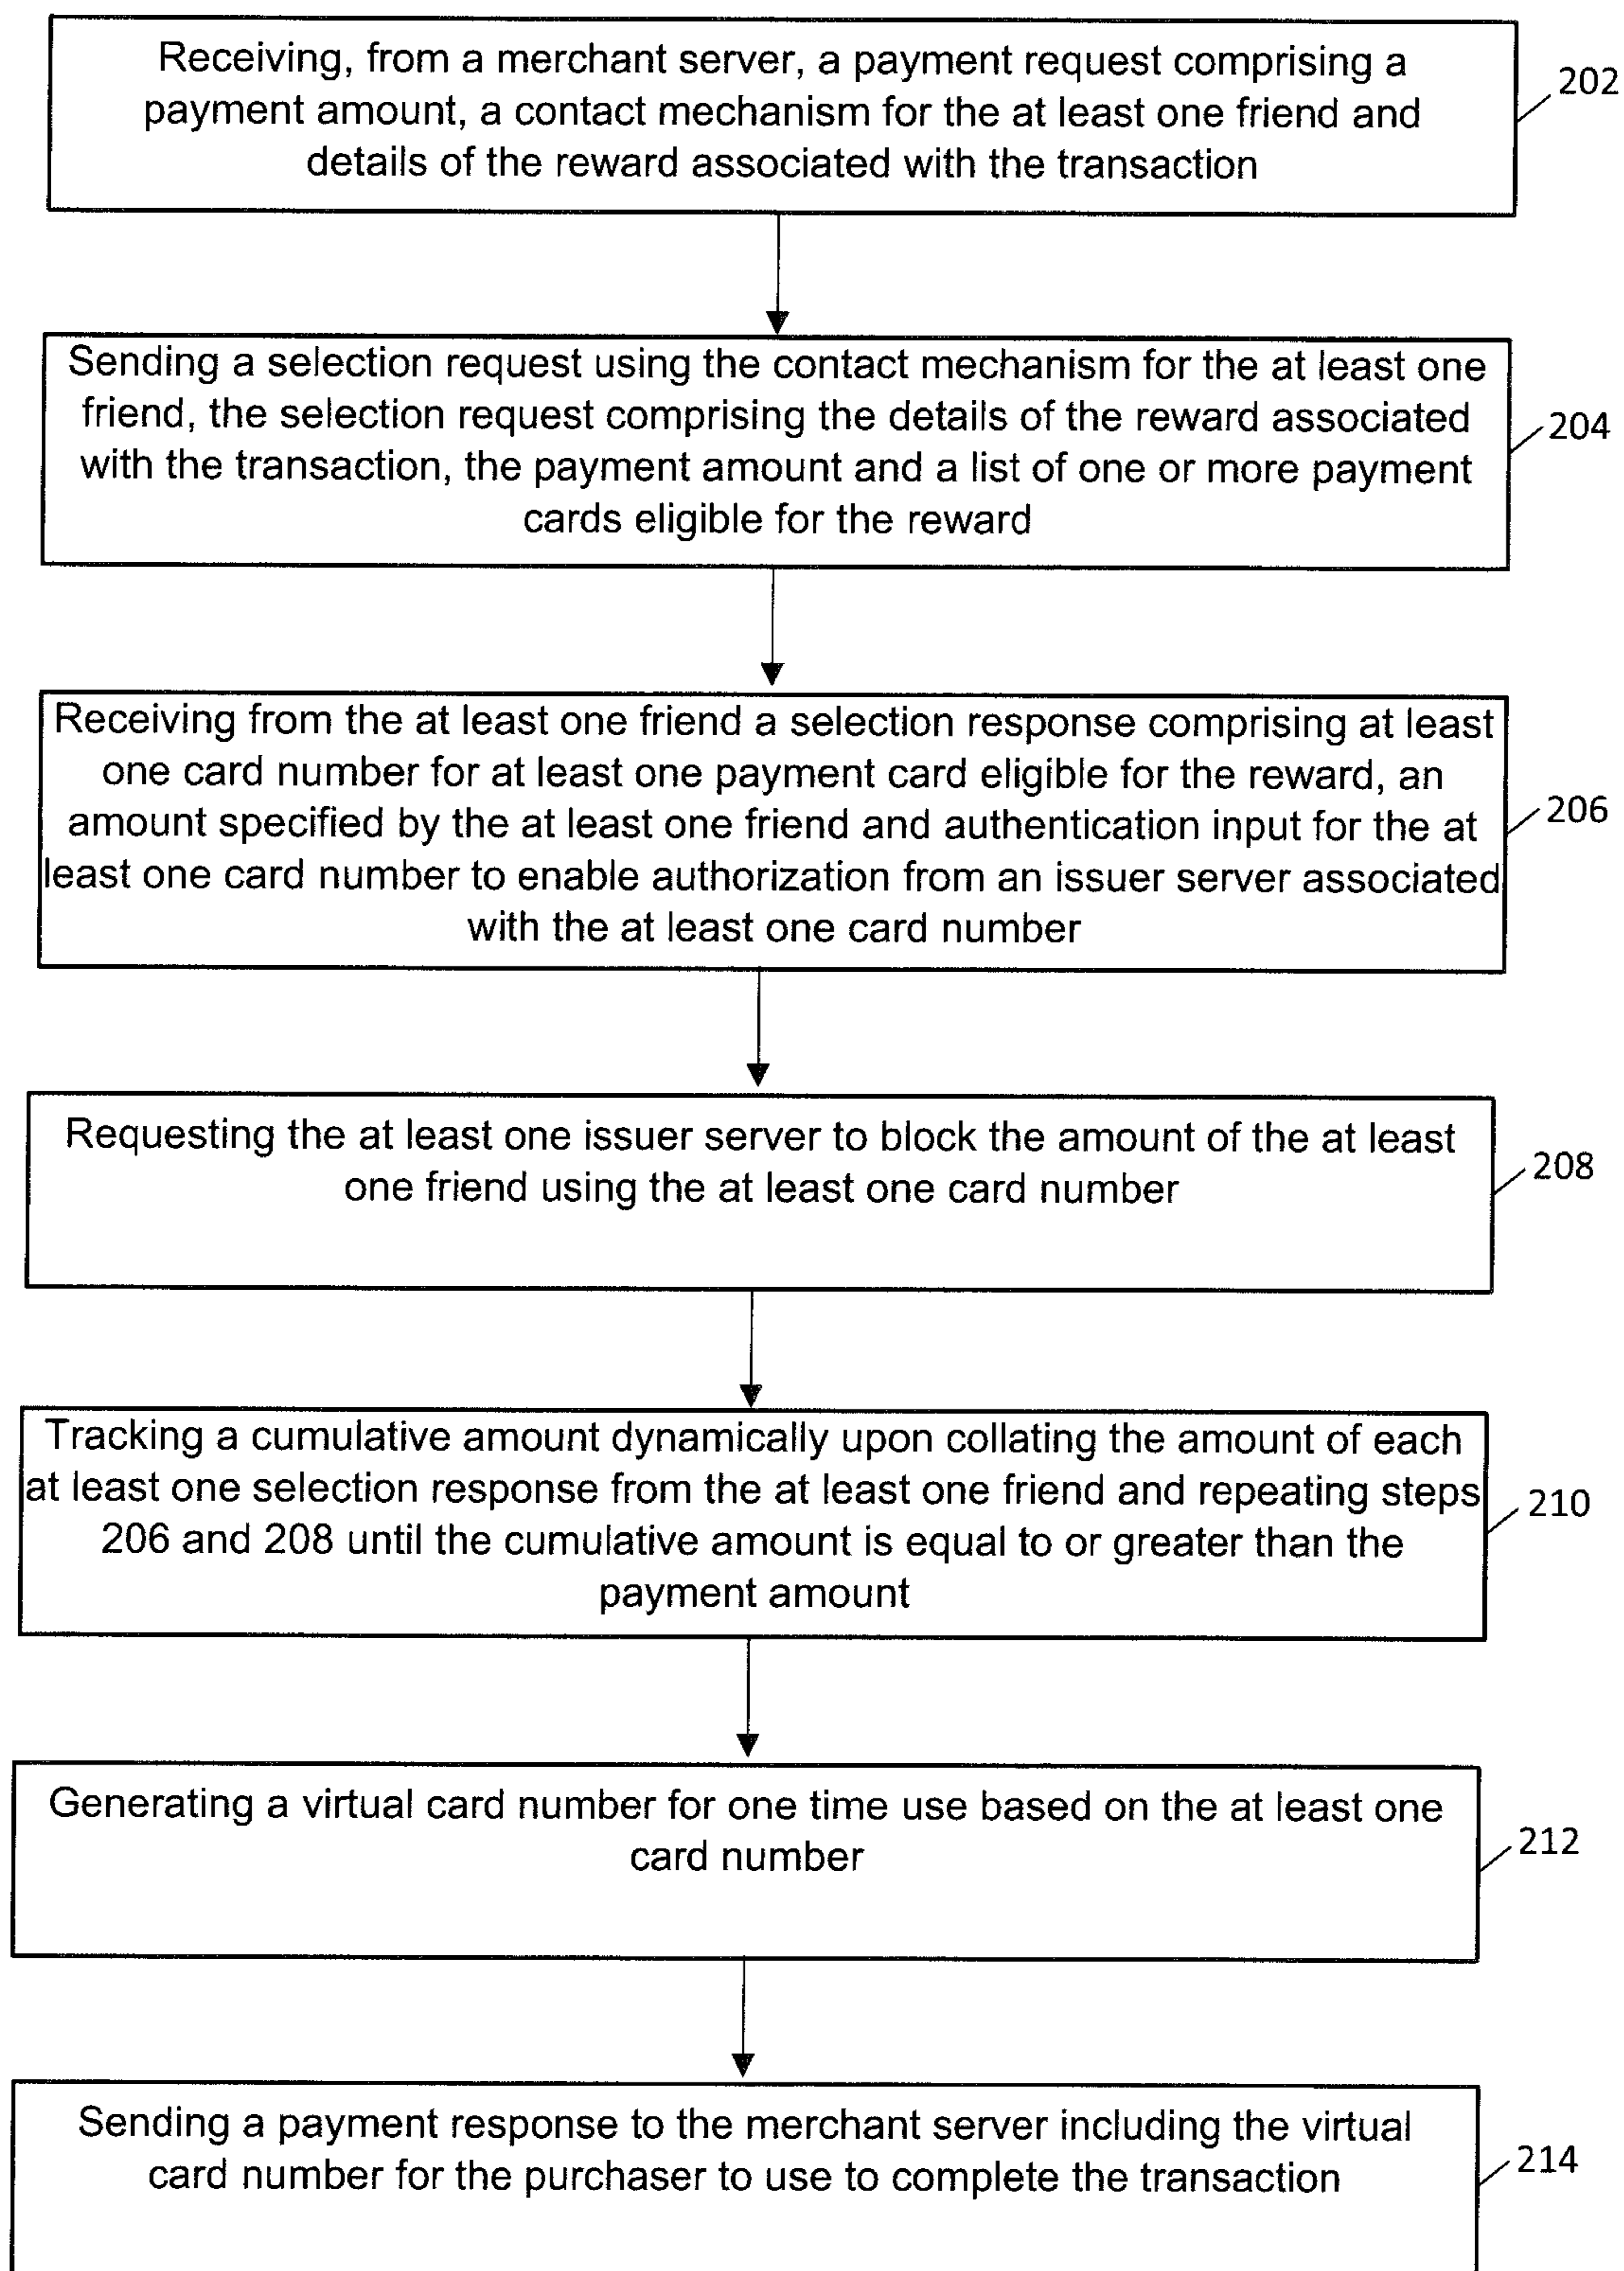 Receiving, from a merchant server, a payment request comprising a
payment amount, a contact mechanism for the at least one friend and
details of the reward associated with the transaction
202
Sending a selection request using the contact mechanism for the at least one
friend, the selection request comprising the details of the reward associated
with the transaction, the payment amount and a list of one or more payment
cards eligible for the reward
204
Receiving from the at least one friend a selection response comprising at least
one card number for at least one payment card eligible for the reward, an
amount specified by the at least one friend and authentication input for the at
least one card number to enable authorization from an issuer server associated
with the at least one card number
206
Requesting the at least one issuer server to block the amount of the at least
one friend using the at least one card number
208
Tracking a cumulative amount dynamically upon collating the amount of each
at least one selection response from the at least one friend and repeating steps
206 and 208 until the cumulative amount is equal to or greater than the
payment amount
210
Generating a virtual card number for one time use based on the at least one
card number
212
Sending a payment response to the merchant server including the virtual
card number for the purchaser to use to complete the transaction
214